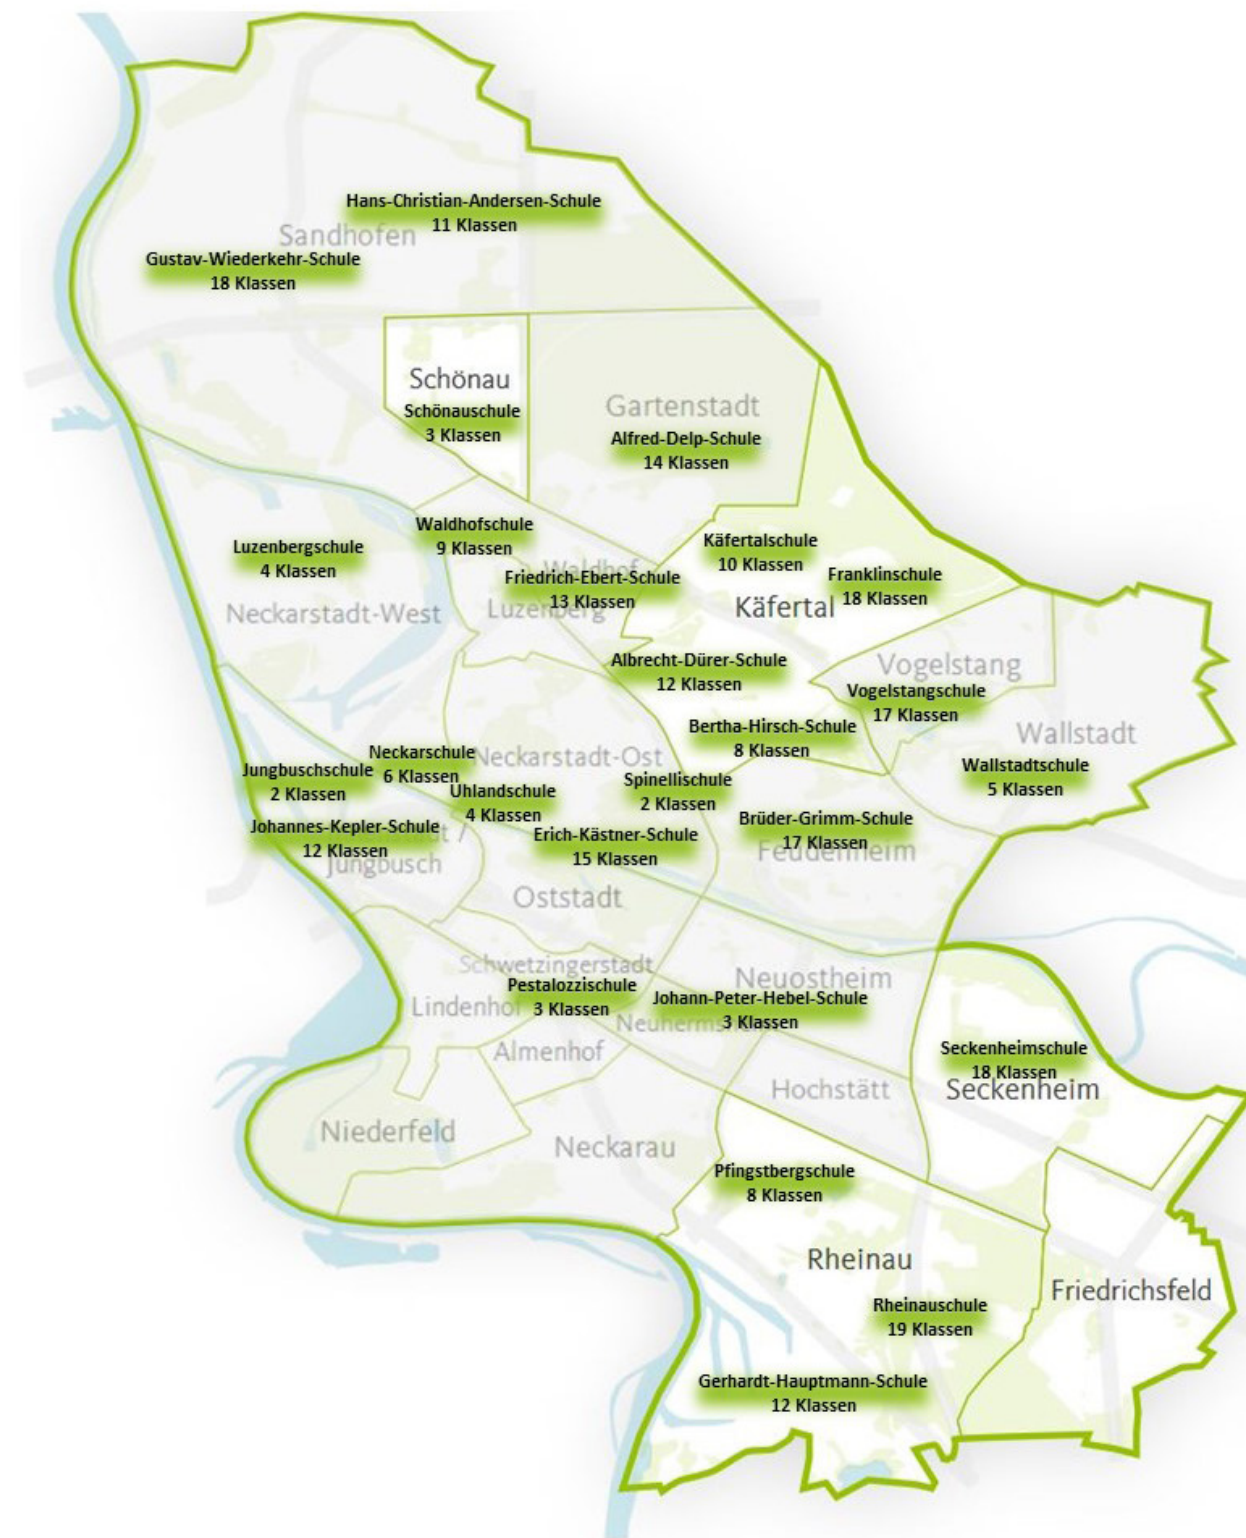 Hans-Christian-Andersen-Schule
11 Klassen
Sandhofen
Gustav-Wiederkehr-Schule
18 Klassen
Schönau
Schönauschule
3 Klassen
Gartenstadt
Alfred-Delp-Schule
14 Klassen
Waldhofschule
9 Klassen
Luzenbergschule
4 Klassen
Neckarstadt-West
Waldhof
Friedrich-Ebert-Schule
13 Klassen
Luzenberg
Käfertalschule
10 Klassen
Franklinschule
18 Klassen
Käfertal
Albrecht-Dürer-Schule
12 Klassen
Vogelstang
Vogelstangschule
17 Klassen
Bertha-Hirsch-Schule
8 Klassen
Wallstadt
Wallstadtschule
5 Klassen
Neckarschule
6 Klassen
Neckarstadt-Ost
Jungbuschschule
2 Klassen
Uhlandschule
4 Klassen
Spinellischule
2 Klassen
Johannes-Kepler-Schule
12 Klassen
Jungbusch
Erich-Kästner-Schule
15 Klassen
Brüder-Grimm-Schule
17 Klassen
Feudenheim
Oststadt
Schwetzingerstadt
Pestalozzischule
3 Klassen
Lindenhof
Neuostheim
Johann-Peter-Hebel-Schule
3 Klassen
Almenhof
Hochstätt
Seckenheimschule
18 Klassen
Seckenheim
Niederfeld
Neckarau
Pfingstbergschule
8 Klassen
Rheinau
Friedrichsfeld
Rheinauschule
19 Klassen
Gerhardt-Hauptmann-Schule
12 Klassen